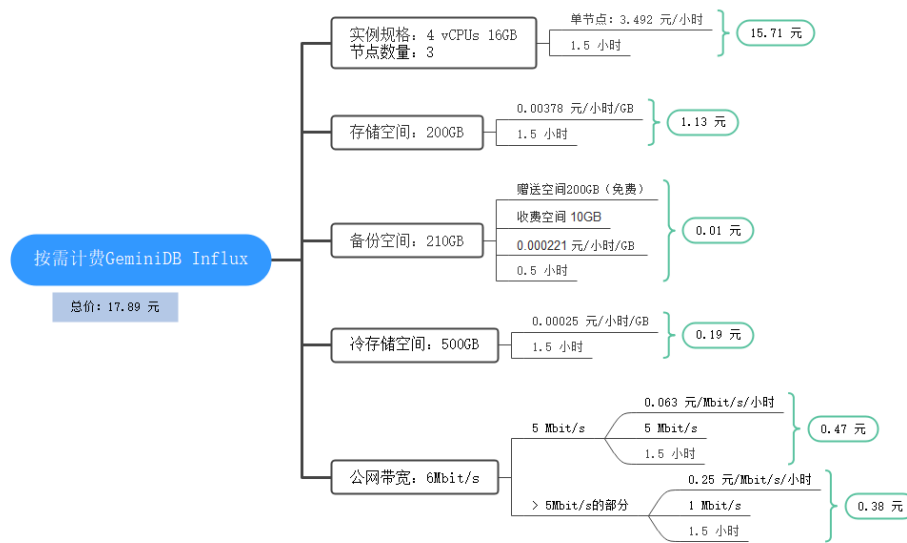 按需计费GeminiDB Influx
总价：17.89 元
实例规格：4 vCPUs 16GB
节点数量：3
单节点：3.492 元/小时
1.5 小时
15.71 元
存储空间：200GB
0.00378 元/小时/GB
1.5 小时
1.13 元
备份空间：210GB
赠送空间200GB（免费）
收费空间 10GB
0.000221 元/小时/GB
0.5 小时
0.01 元
冷存储空间：500GB
0.00025 元/小时/GB
1.5 小时
0.19 元
公网带宽：6Mbit/s
5 Mbit/s
0.063 元/Mbit/s/小时
5 Mbit/s
1.5 小时
0.47 元
> 5Mbit/s的部分
0.25 元/Mbit/s/小时
1 Mbit/s
1.5 小时
0.38 元